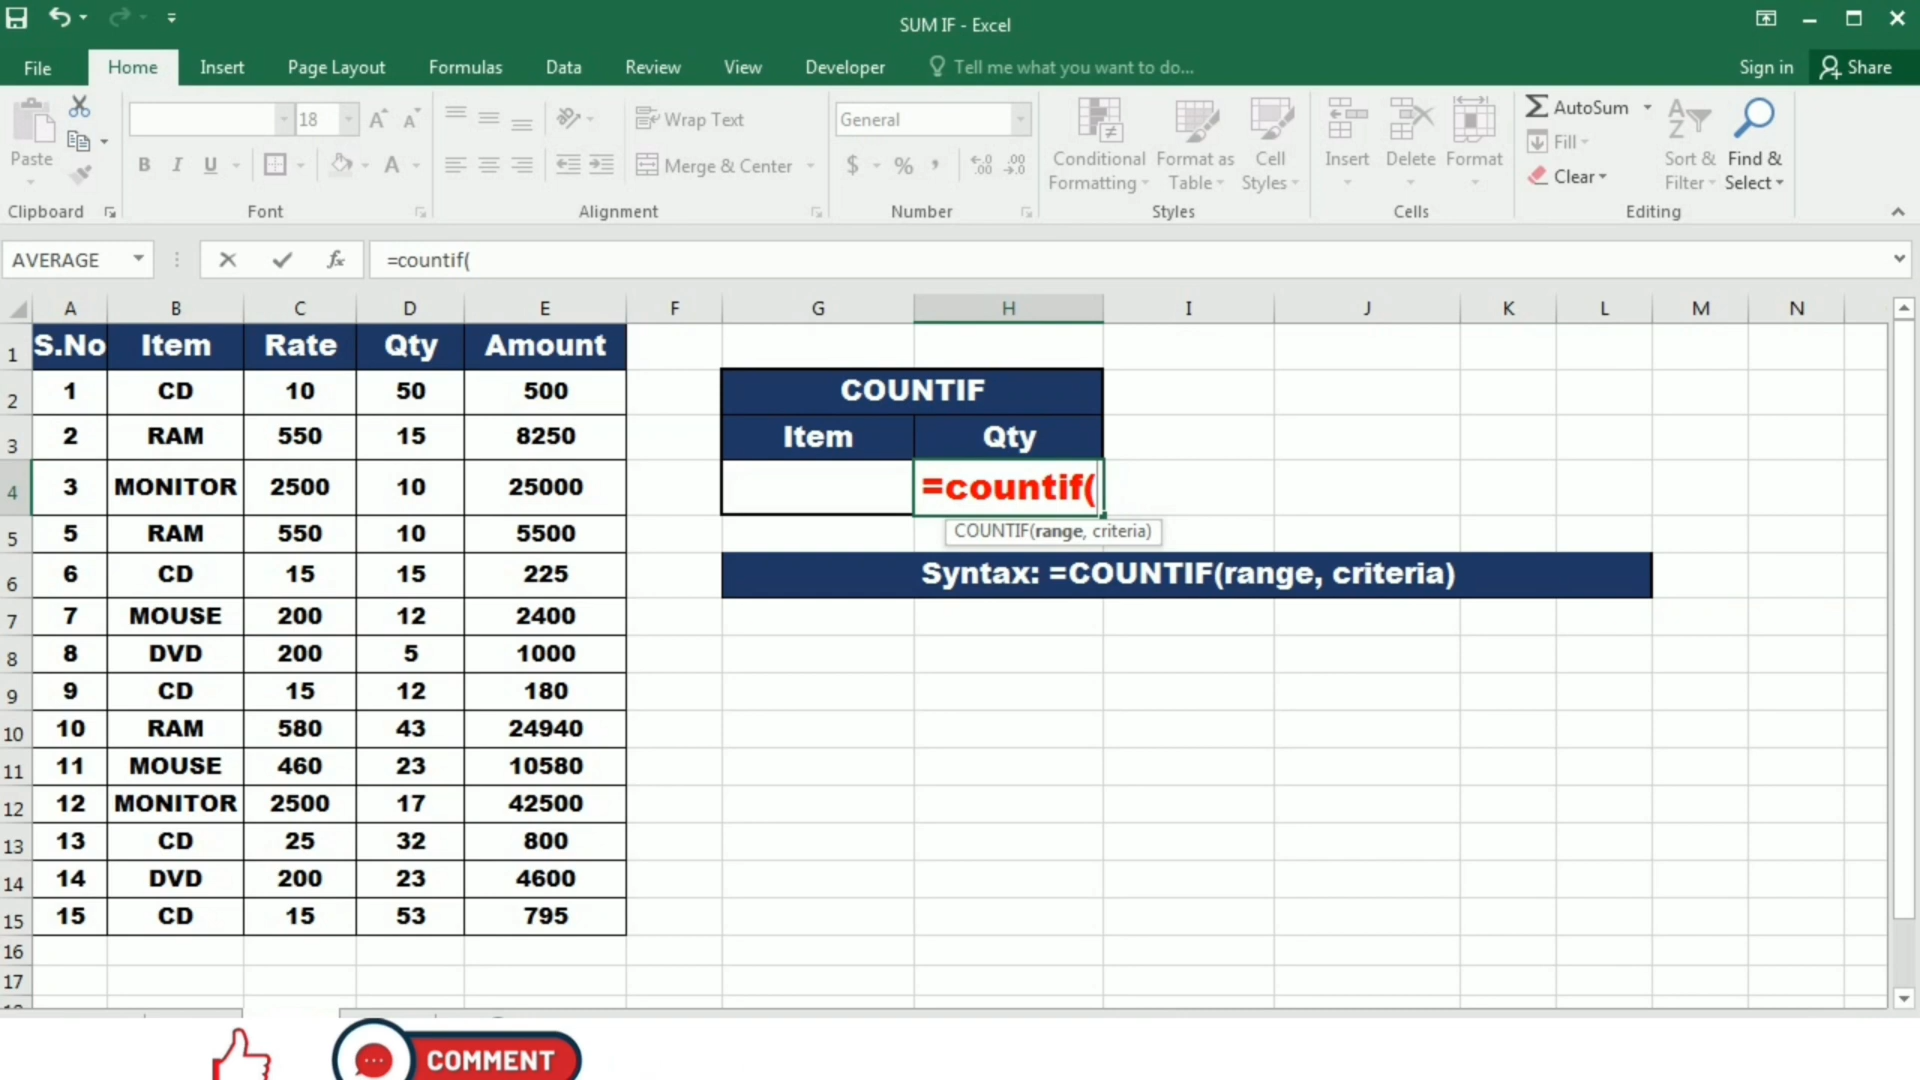 SUM IF - Excel
File Home Insert Page Layout Formulas Data Review View Developer Tell me what you want to do... Sign in Share
18 Wrap Text General AutoSum
Paste Conditional Format as Cell Insert Delete Format Fill Sort & Find &
B I U A Merge & Center $ % , Formatting Table Styles Clear Filter Select
Clipboard Font Alignment Number Styles Cells Editing
AVERAGE fx =countif(
A B C D E F G H I J K L M N
1 S.No Item Rate Qty Amount
2 1 CD 10 50 500 COUNTIF
3 2 RAM 550 15 8250 Item Qty
4 3 MONITOR 2500 10 25000 =countif(
COUNTIF(range, criteria)
5 5 RAM 550 10 5500
6 6 CD 15 15 225 Syntax: =COUNTIF(range, criteria)
7 7 MOUSE 200 12 2400
8 8 DVD 200 5 1000
9 9 CD 15 12 180
10 10 RAM 580 43 24940
11 11 MOUSE 460 23 10580
12 12 MONITOR 2500 17 42500
13 13 CD 25 32 800
14 14 DVD 200 23 4600
15 15 CD 15 53 795
16
17
COMMENT